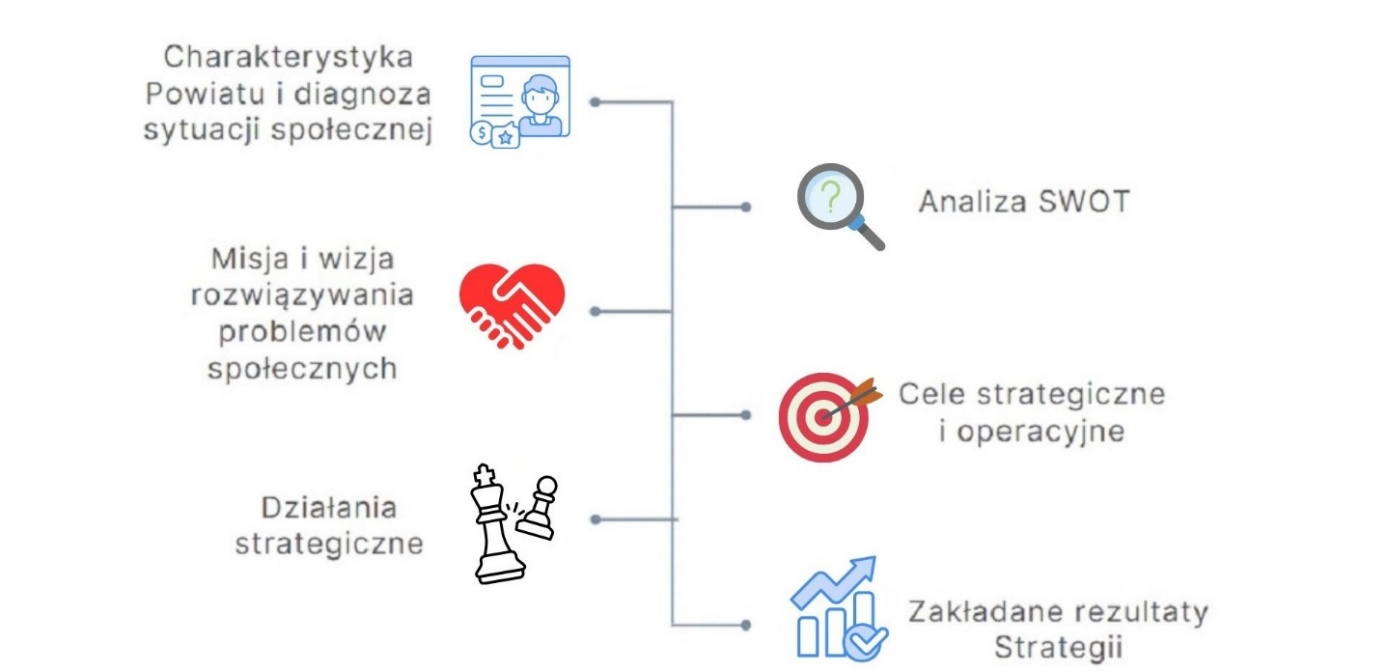 Charakterystyka
Powiatu i diagnoza
sytuacji społecznej
$
?
Analiza SWOT
Misja i wizja
rozwiązywania
problemów
społecznych
Cele strategiczne
i operacyjne
Działania
strategiczne
Zakładane rezultaty
Strategii